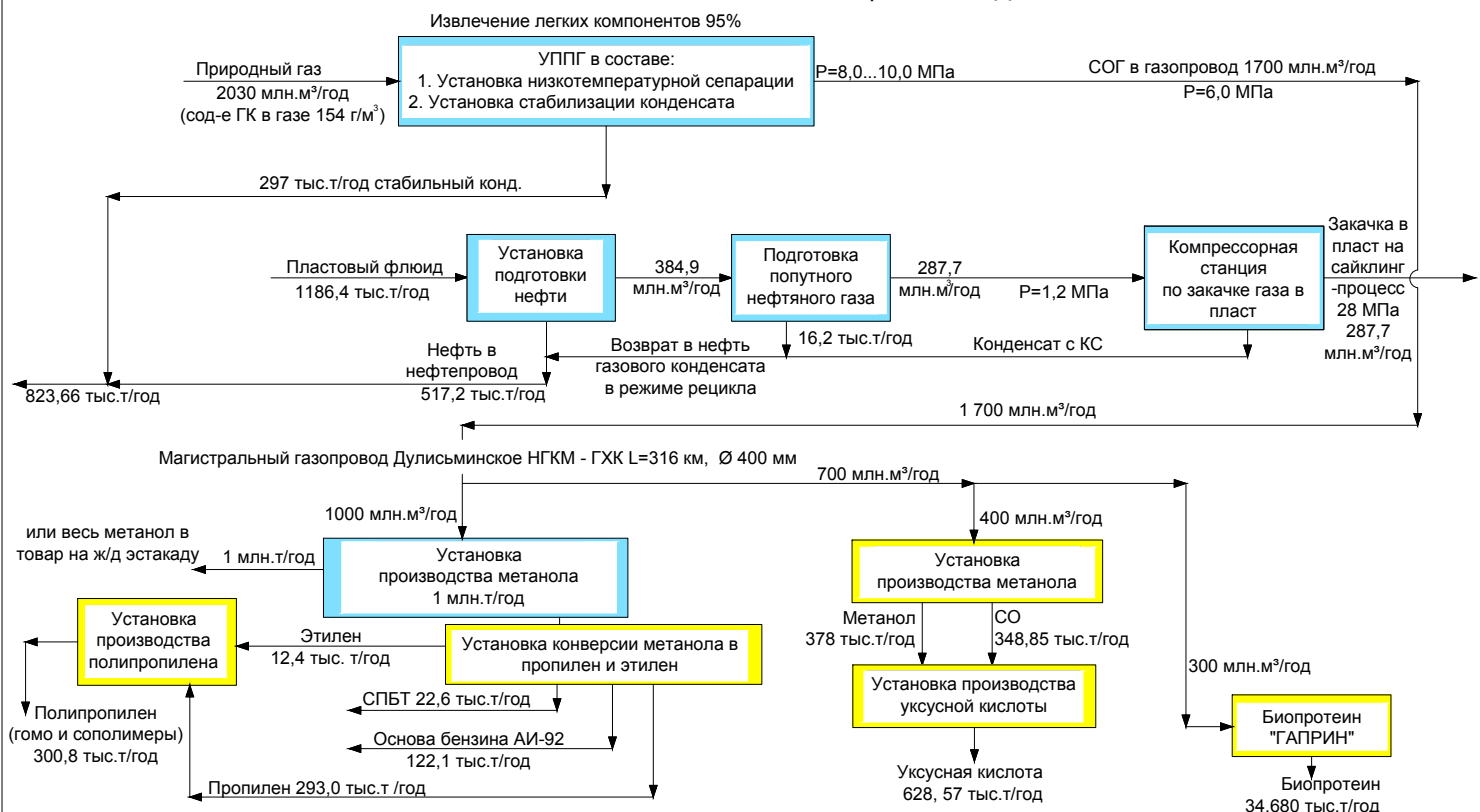 Извлечение легких компонентов 95%
Природный газ
2030 млн.м³/год
(сод-е ГК в газе 154 г/м³)
УППГ в составе:
1. Установка низкотемпературной сепарации
2. Установка стабилизации конденсата
Р=8,0...10,0 МПа
СОГ в газопровод 1700 млн.м³/год
Р=6,0 МПа
297 тыс.т/год стабильный конд.
Пластовый флюид
1186,4 тыс.т/год
Установка
подготовки
нефти
384,9
млн.м³/год
Подготовка
попутного
нефтяного газа
287,7
млн.м³/год
Р=1,2 МПа
Компрессорная
станция
по закачке газа в
пласт
Закачка в
пласт на
сайклинг
-процесс
28 МПа
287,7
млн.м³/год
16,2 тыс.т/год
Возврат в нефть
газового конденсата
в режиме рецикла
Конденсат с КС
Нефть в
нефтепровод
517,2 тыс.т/год
823,66 тыс.т/год
1 700 млн.м³/год
Магистральный газопровод Дулисьминское НГКМ - ГХК L=316 км, Ø 400 мм
700 млн.м³/год
1000 млн.м³/год
400 млн.м³/год
или весь метанол в
товар на ж/д эстакаду
1 млн.т/год
Установка
производства метанола
1 млн.т/год
Установка
производства метанола
Метанол
378 тыс.т/год
СО
348,85 тыс.т/год
Установка
производства
полипропилена
Этилен
12,4 тыс. т/год
Установка конверсии метанола в
пропилен и этилен
300 млн.м³/год
Установка производства
уксусной кислоты
СПБТ 22,6 тыс.т/год
Полипропилен
(гомо и сополимеры)
300,8 тыс.т/год
Основа бензина АИ-92
122,1 тыс.т/год
Биопротеин
"ГАПРИН"
Пропилен 293,0 тыс.т /год
Уксусная кислота
628, 57 тыс.т/год
Биопротеин
34,680 тыс.т/год